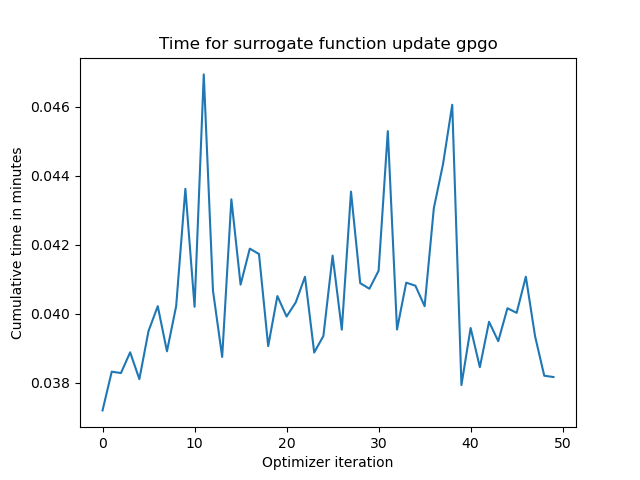 Time for surrogate function update gpgo
Cumulative time in minutes
0.046
0.044
0.042
0.040
0.038
0 10 20 30 40 50
Optimizer iteration